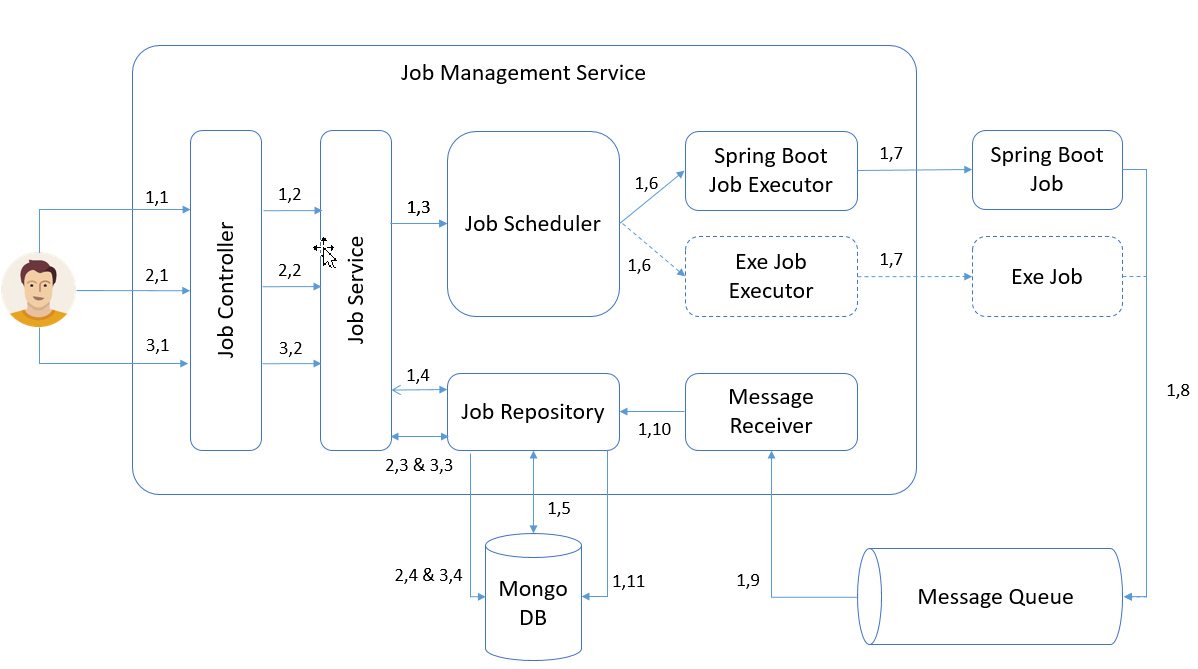 Job Management Service
1,1
1,2
1,3
1,6
1,7
Spring Boot
Job Executor
Spring Boot
Job
Job Controller
Job Service
Job Scheduler
2,1
2,2
1,6
Exe Job
Executor
1,7
Exe Job
3,1
3,2
1,4
Job Repository
Message
Receiver
1,8
1,10
2,3 & 3,3
1,5
2,4 & 3,4
1,11
1,9
Mongo
DB
Message Queue